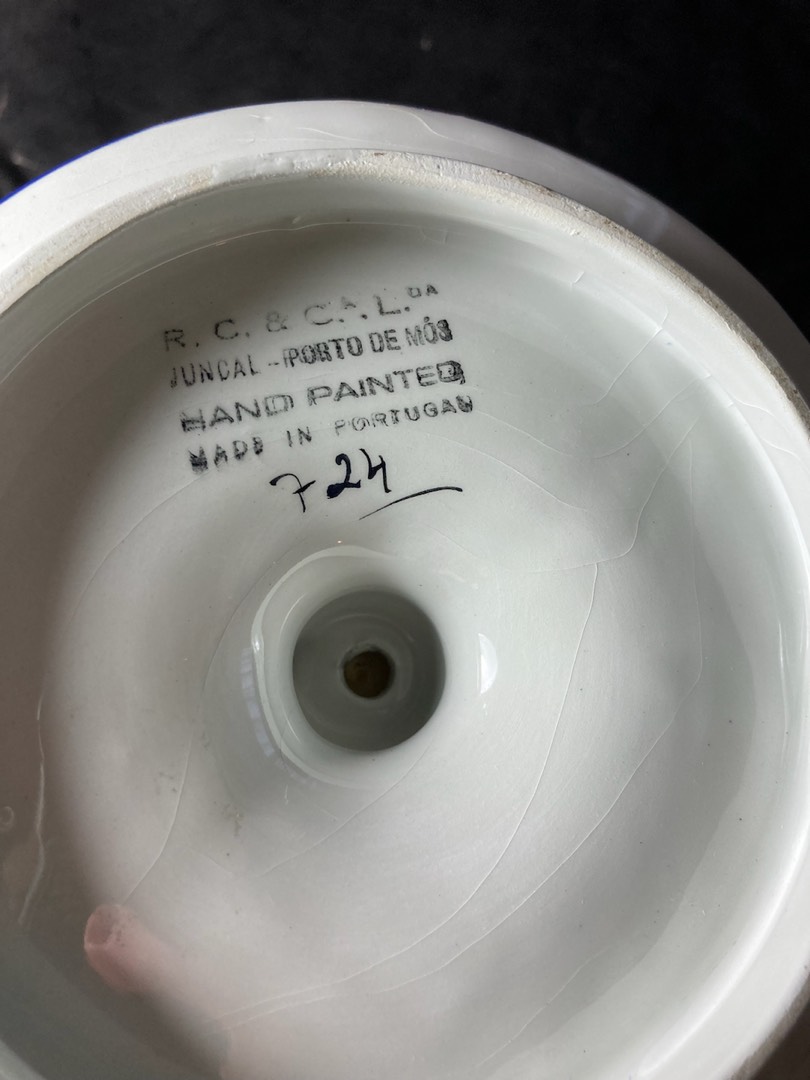 R. C. & C.ᴬ. L.ᴰᴬ
JUNCAL - PORTO DE MÓS
HAND PAINTED
MADE IN PORTUGAL
724